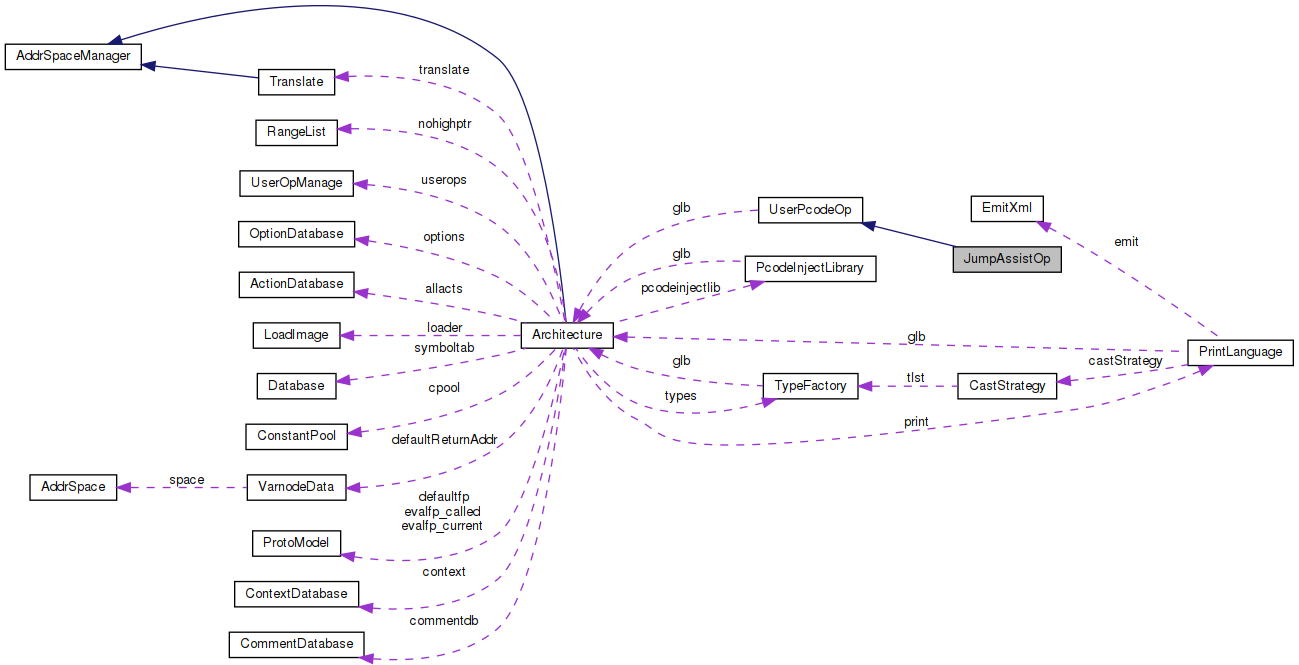 AddrSpaceManager
Translate
translate
RangeList
nohighptr
UserOpManage
userops
OptionDatabase
options
ActionDatabase
allacts
LoadImage
loader
Database
symboltab
ConstantPool
cpool
defaultReturnAddr
AddrSpace
space
VarnodeData
defaultfp
evalfp_called
evalfp_current
ProtoModel
context
ContextDatabase
commentdb
CommentDatabase
Architecture
glb
UserPcodeOp
glb
PcodeInjectLibrary
pcodeinjectlib
JumpAssistOp
EmitXml
emit
glb
PrintLanguage
castStrategy
glb
TypeFactory
types
tlst
CastStrategy
print